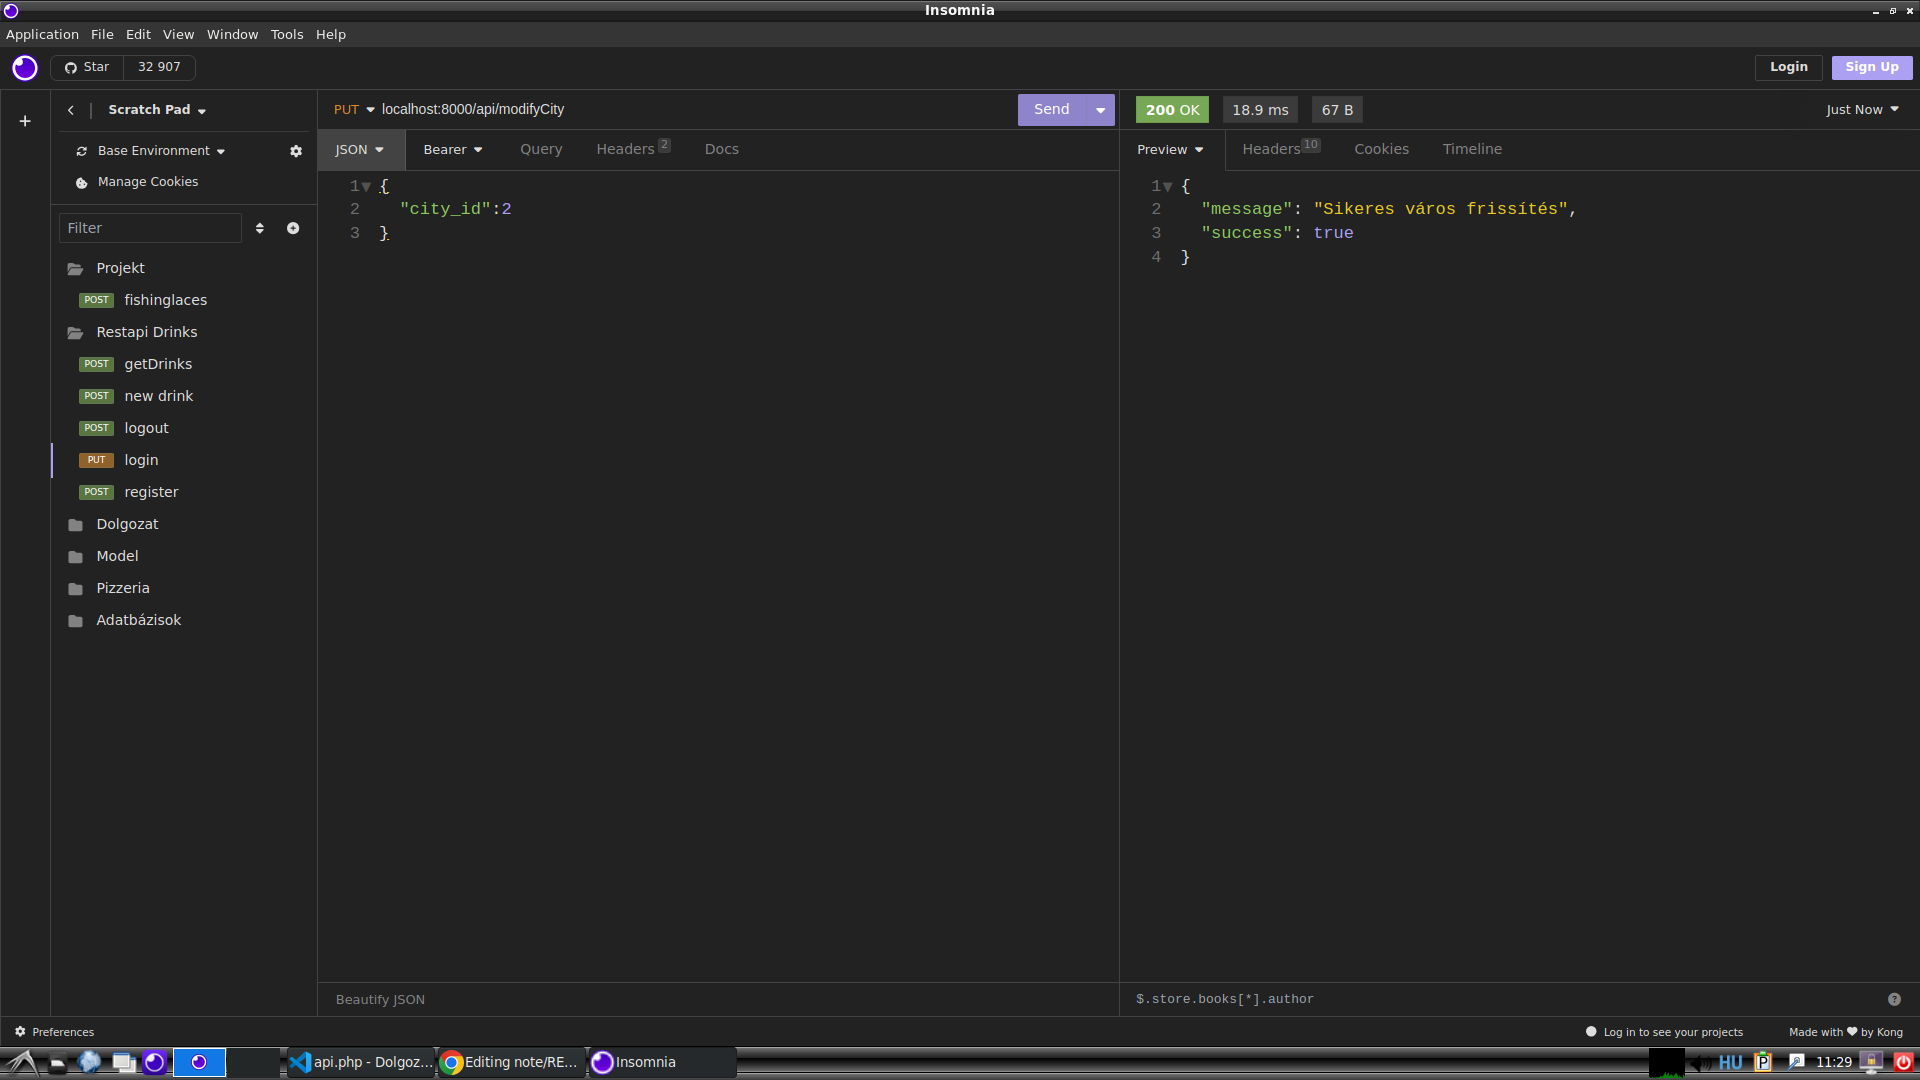 Insomnia
Application File Edit View Window Tools Help
Star 32 907 Login Sign Up
Scratch Pad
Base Environment
Manage Cookies
Filter
Projekt
POST fishinglaces
Restapi Drinks
POST getDrinks
POST new drink
POST logout
PUT login
POST register
Dolgozat
Model
Pizzeria
Adatbázisok
PUT localhost:8000/api/modifyCity Send
JSON Bearer Query Headers 2 Docs
1 {
2 "city_id":2
3 }
Beautify JSON
200 OK 18.9 ms 67 B Just Now
Preview Headers 10 Cookies Timeline
1 {
2 "message": "Sikeres város frissítés",
3 "success": true
4 }
$.store.books[*].author ?
Preferences Log in to see your projects Made with ❤ by Kong
api.php - Dolgoz... Editing note/RE... Insomnia HU P 11:29